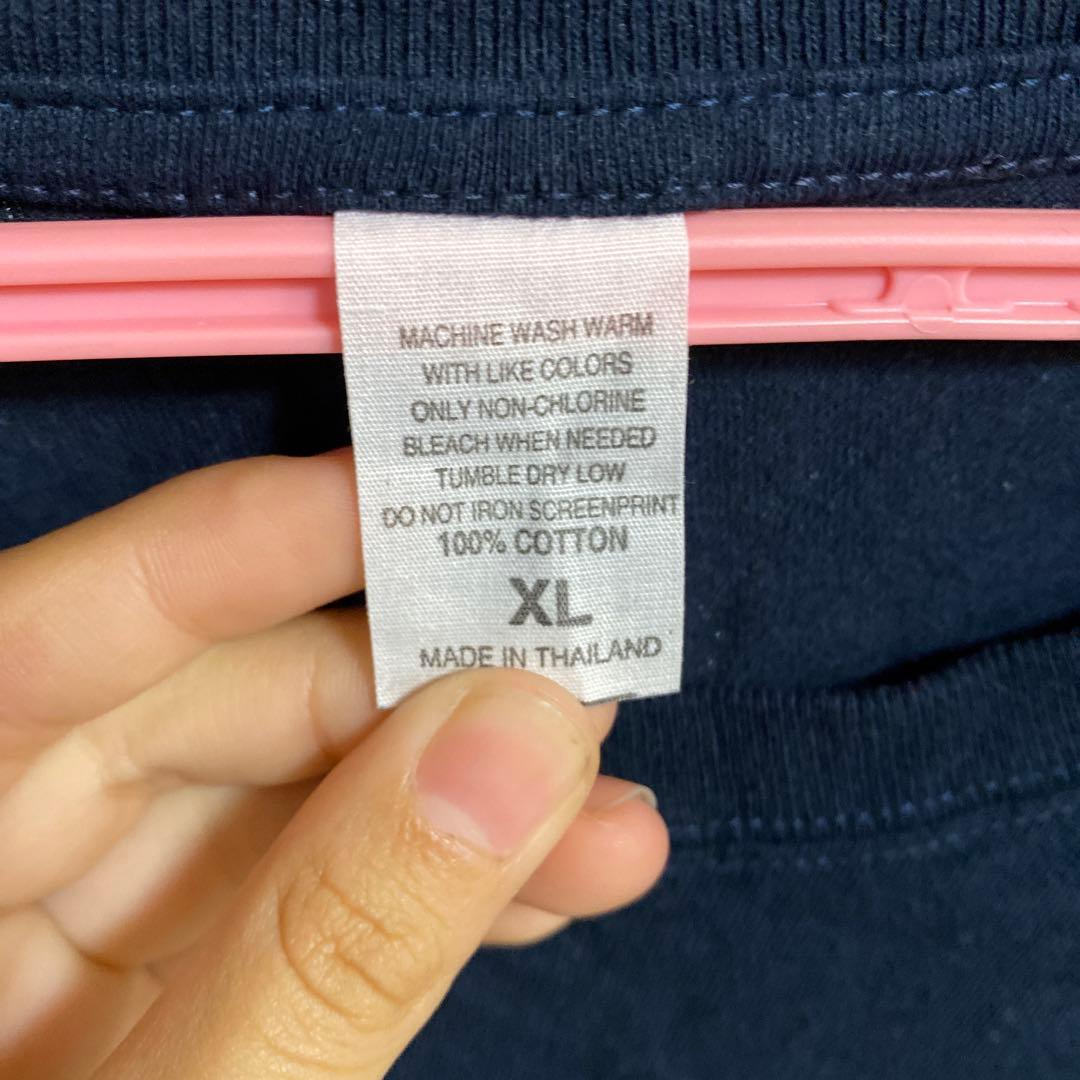 MACHINE WASH WARM
WITH LIKE COLORS
ONLY NON-CHLORINE
BLEACH WHEN NEEDED
TUMBLE DRY LOW
DO NOT IRON SCREENPRINT
100% COTTON
XL
MADE IN THAILAND